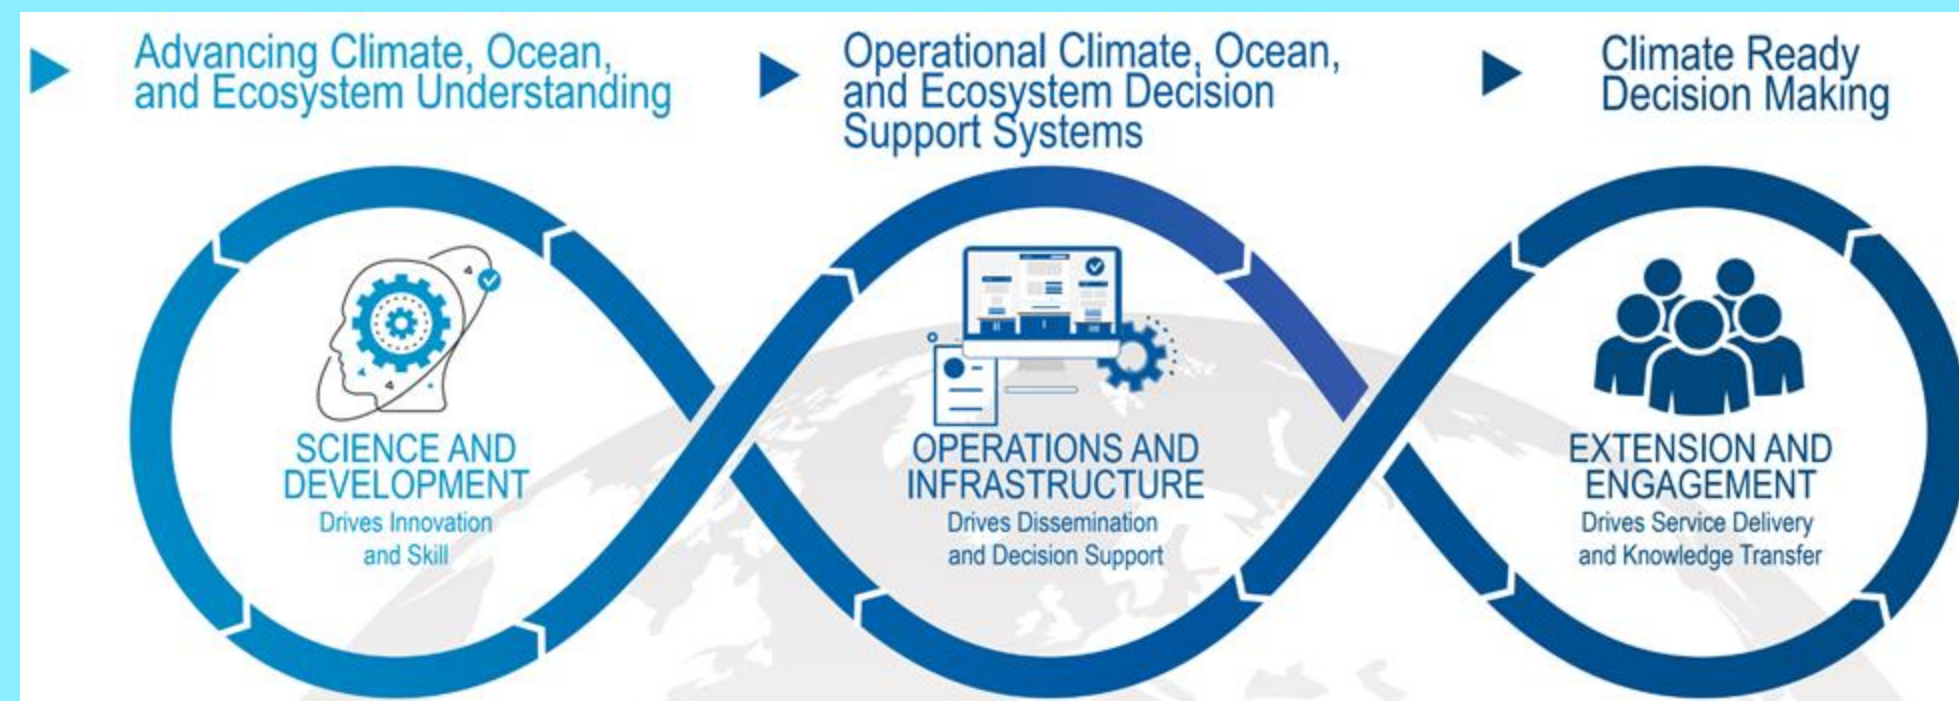 Advancing Climate, Ocean,
and Ecosystem Understanding
Operational Climate, Ocean,
and Ecosystem Decision
Support Systems
Climate Ready
Decision Making
SCIENCE AND
DEVELOPMENT
Drives Innovation
and Skill
OPERATIONS AND
INFRASTRUCTURE
Drives Dissemination
and Decision Support
EXTENSION AND
ENGAGEMENT
Drives Service Delivery
and Knowledge Transfer